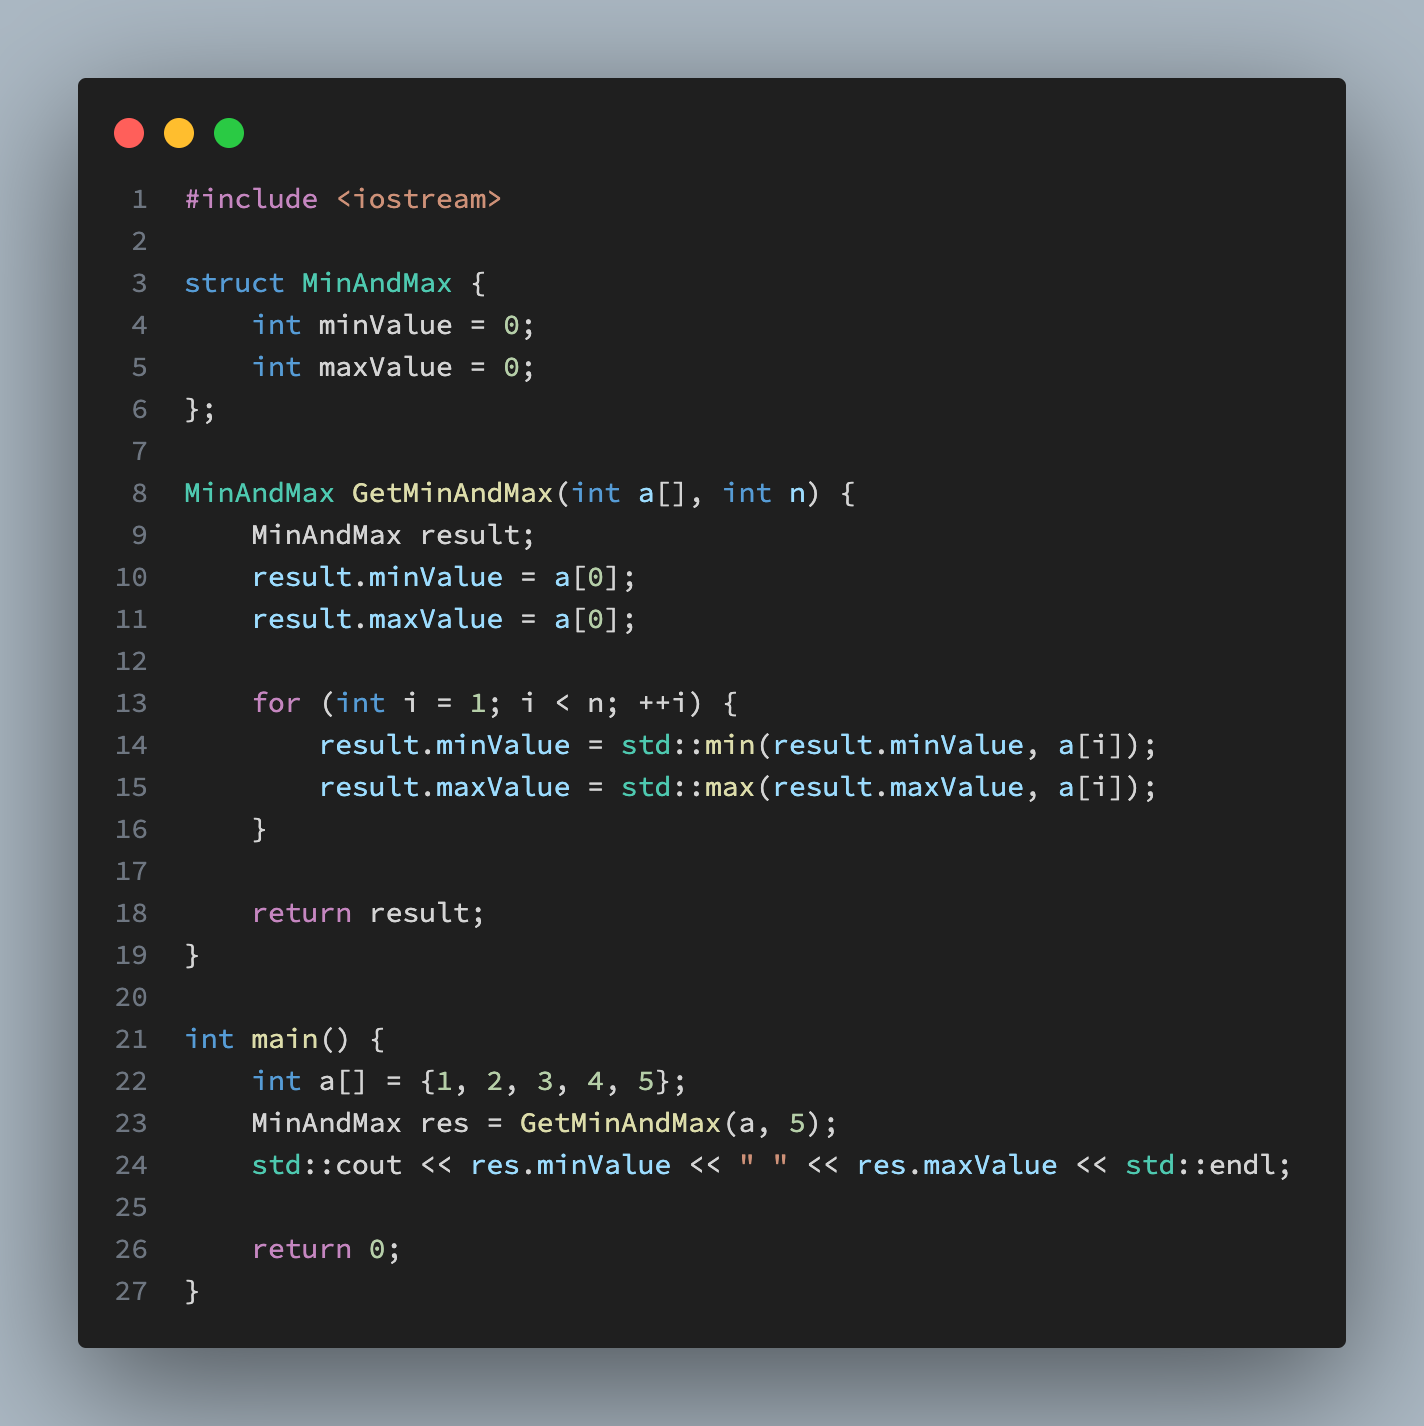 1 #include <iostream>
2
3 struct MinAndMax {
4     int minValue = 0;
5     int maxValue = 0;
6 };
7
8 MinAndMax GetMinAndMax(int a[], int n) {
9     MinAndMax result;
10     result.minValue = a[0];
11     result.maxValue = a[0];
12
13     for (int i = 1; i < n; ++i) {
14         result.minValue = std::min(result.minValue, a[i]);
15         result.maxValue = std::max(result.maxValue, a[i]);
16     }
17
18     return result;
19 }
20
21 int main() {
22     int a[] = {1, 2, 3, 4, 5};
23     MinAndMax res = GetMinAndMax(a, 5);
24     std::cout << res.minValue << " " << res.maxValue << std::endl;
25
26     return 0;
27 }